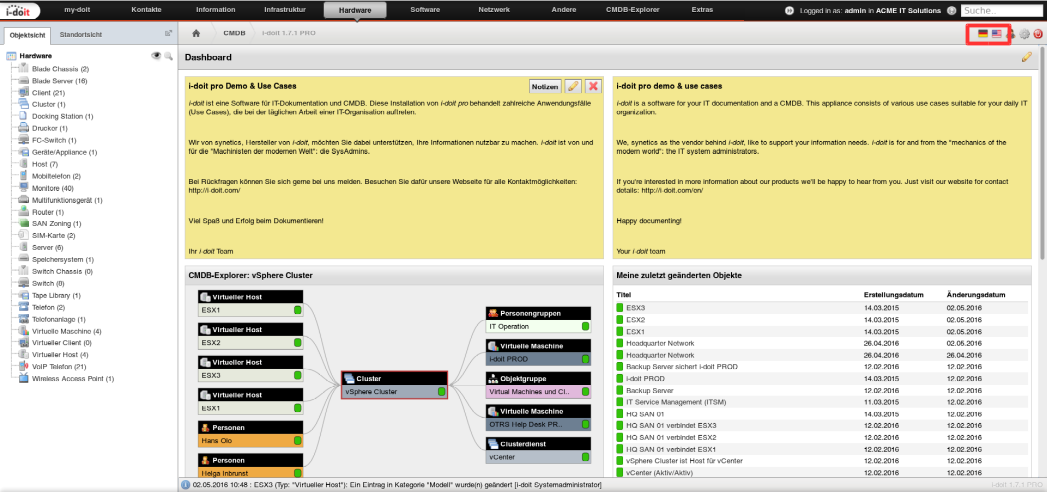 i-doit
my-doit
Kontakte
Information
Infrastruktur
Hardware
Software
Netzwerk
Andere
CMDB-Explorer
Extras
Logged in as: admin in ACME IT Solutions
Suche...
Objektsicht
Standortsicht
CMDB
i-doit 1.7.1 PRO
Hardware
Blade Chassis (2)
Blade Server (16)
Client (21)
Cluster (1)
Docking Station (1)
Drucker (1)
FC-Switch (1)
Geräte/Appliance (1)
Host (7)
Mobiltelefon (2)
Monitore (40)
Multifunktionsgerät (1)
Router (1)
SAN Zoning (1)
SIM-Karte (2)
Server (6)
Speichersystem (1)
Switch Chassis (0)
Switch (8)
Tape Library (1)
Telefon (2)
Telefonanlage (1)
Virtuelle Maschine (4)
Virtueller Client (0)
Virtueller Host (4)
VoIP Telefon (21)
Wireless Access Point (1)
Dashboard
i-doit pro Demo & Use Cases
Notizen
i-doit ist eine Software für IT-Dokumentation und CMDB. Diese Installation von i-doit pro behandelt zahlreiche Anwendungsfälle
(Use Cases), die bei der täglichen Arbeit einer IT-Organisation auftreten.
Wir von synetics, Hersteller von i-doit, möchten Sie dabei unterstützen, Ihre Informationen nutzbar zu machen. i-doit ist von und
für die "Machinisten der modernen Welt": die SysAdmins.
Bei Rückfragen können Sie sich gerne bei uns melden. Besuchen Sie dafür unsere Webseite für alle Kontaktmöglichkeiten:
http://i-doit.com/
Viel Spaß und Erfolg beim Dokumentieren!
Ihr i-doit Team
i-doit pro demo & use cases
i-doit is a software for your IT documentation and a CMDB. This appliance consists of various use cases suitable for your daily IT
organization.
We, synetics as the vendor behind i-doit, like to support your information needs. i-doit is for and from the "mechanics of the
modern world": the IT system administrators.
If you're interested in more information about our products we'll be happy to hear from you. Just visit our website for contact
details: http://i-doit.com/en/
Happy documenting!
Your i-doit team
CMDB-Explorer: vSphere Cluster
Virtueller Host
ESX1
Virtueller Host
ESX2
Virtueller Host
ESX3
Virtueller Host
ESX1
Personen
Hans Olo
Personen
Helga Inbrunst
Cluster
vSphere Cluster
Personengruppen
IT Operation
Virtuelle Maschine
i-doit PROD
Objektgruppe
Virtual Machines und Cl..
Virtuelle Maschine
OTRS Help Desk PR..
Clusterdienst
vCenter
Meine zuletzt geänderten Objekte
Titel Erstellungsdatum Änderungsdatum
ESX3 14.03.2015 02.05.2016
ESX2 14.03.2015 02.05.2016
ESX1 14.03.2015 02.05.2016
Headquarter Network 26.04.2016 02.05.2016
Headquarter Network 26.04.2016 26.04.2016
Backup Server sichert i-doit PROD 12.02.2016 12.02.2016
i-doit PROD 14.03.2015 12.02.2016
Backup Server 12.02.2016 12.02.2016
IT Service Management (ITSM) 11.03.2015 12.02.2016
HQ SAN 01 14.03.2015 12.02.2016
HQ SAN 01 verbindet ESX3 12.02.2016 12.02.2016
HQ SAN 01 verbindet ESX2 12.02.2016 12.02.2016
HQ SAN 01 verbindet ESX1 12.02.2016 12.02.2016
vSphere Cluster ist Host für vCenter 12.02.2016 12.02.2016
vCenter (Aktiv/Aktiv) 12.02.2016 12.02.2016
02.05.2016 10:48 : ESX3 (Typ: "Virtueller Host"): Ein Eintrag in Kategorie "Modell" wurde(n) geändert [i-doit Systemadministrator]
i-doit 1.7.1 PRO